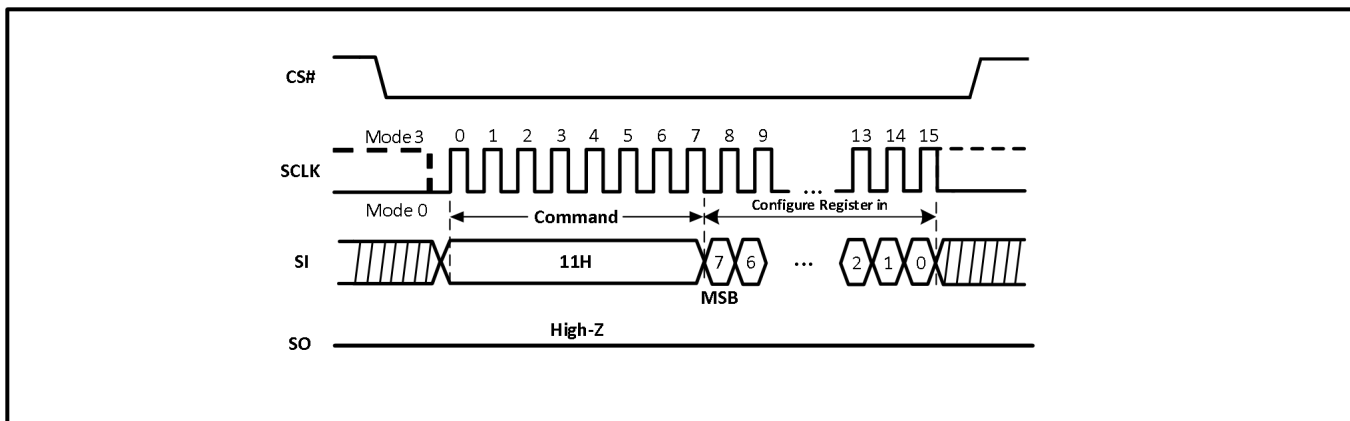 CS#
Mode 3
0 1 2 3 4 5 6 7 8 9 13 14 15
SCLK
...
Mode 0
Command
Configure Register in
SI
11H
7 6 ... 2 1 0
MSB
High-Z
SO